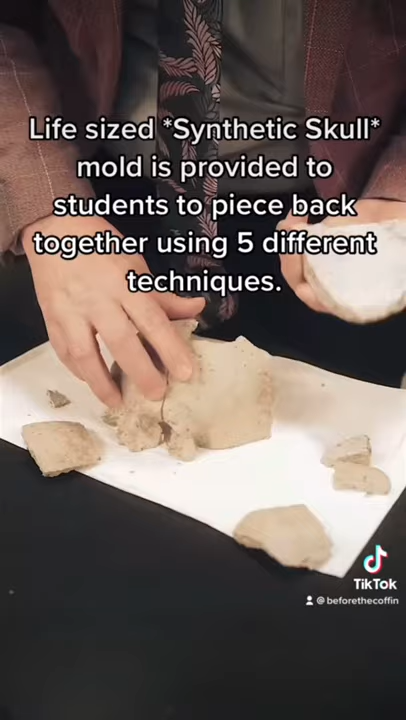 Life sized *Synthetic Skull*
mold is provided to
students to piece back
together using 5 different
techniques.
TikTok
@beforethecoffin